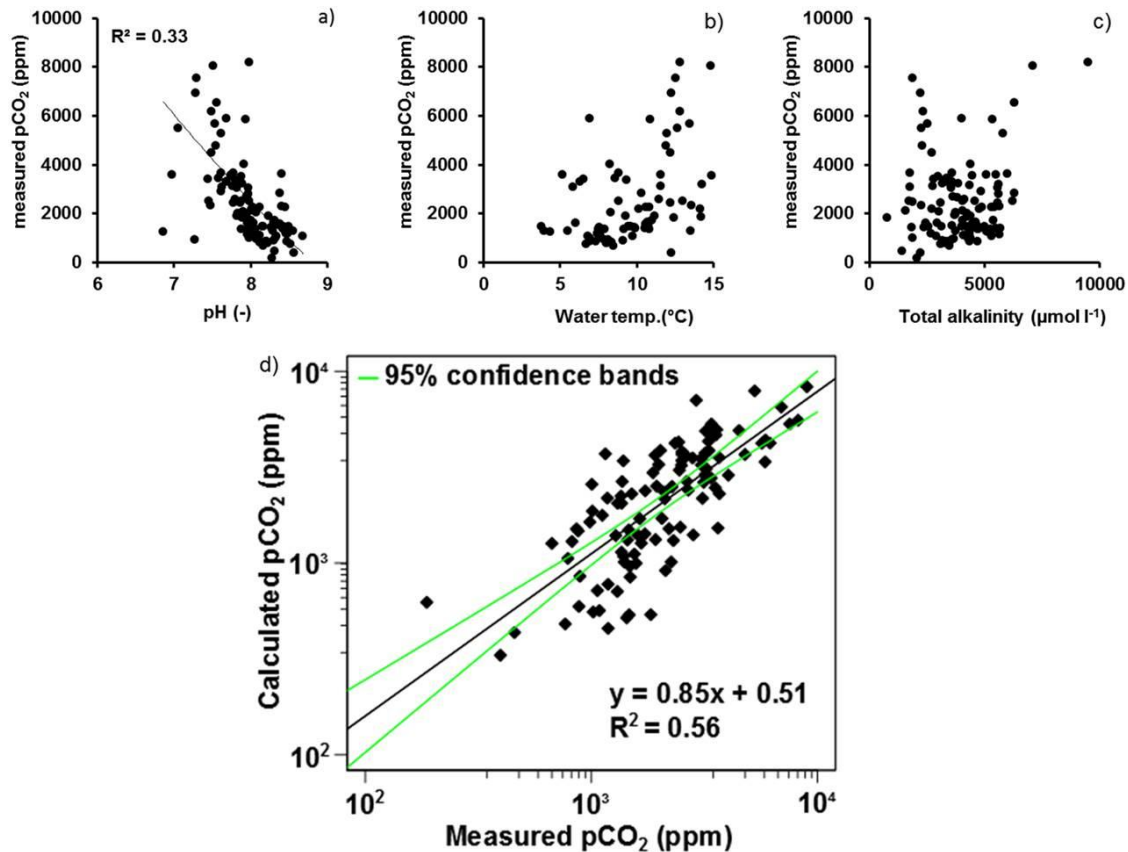 a)
R² = 0.33
measured pCO₂ (ppm)
10000
8000
6000
4000
2000
0
6 7 8 9
pH (-)
b)
measured pCO₂ (ppm)
10000
8000
6000
4000
2000
0
0 5 10 15
Water temp.(°C)
c)
measured pCO₂ (ppm)
10000
8000
6000
4000
2000
0
0 5000 10000
Total alkalinity (µmol l⁻¹)
d)
95% confidence bands
Calculated pCO₂ (ppm)
10⁴
10³
10²
y = 0.85x + 0.51
R² = 0.56
10² 10³ 10⁴
Measured pCO₂ (ppm)